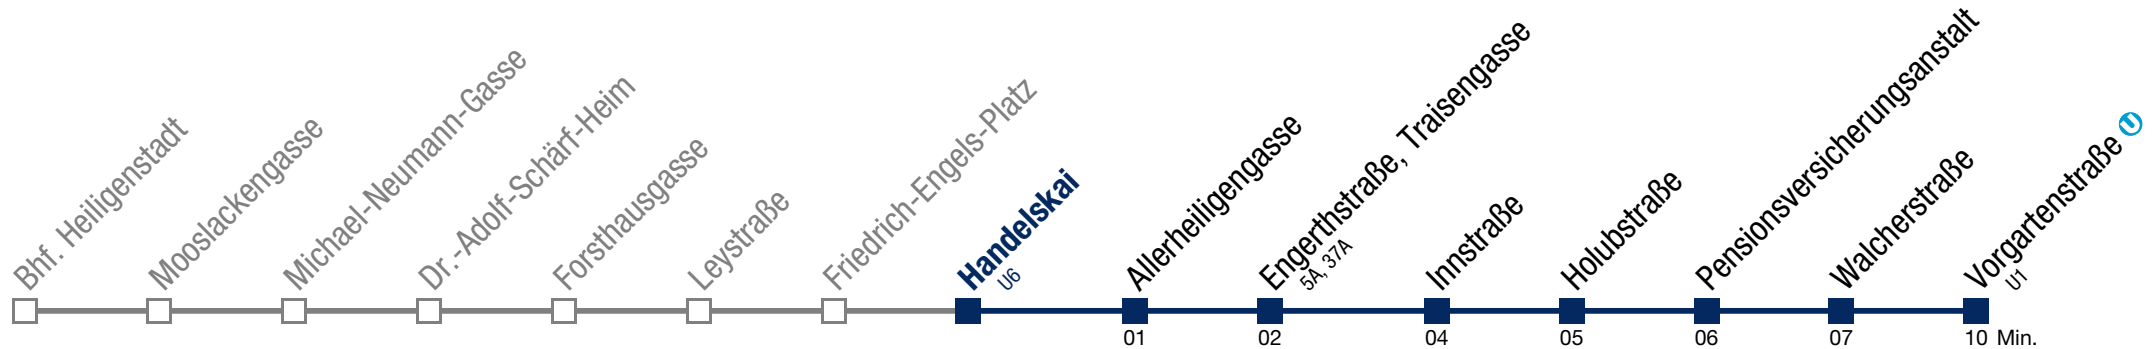 Bhf. Heiligenstadt
Mooslackengasse
Michael-Neumann-Gasse
Dr.-Adolf-Schärf-Heim
Forsthausgasse
Leystraße
Friedrich-Engels-Platz
Handelskai
U6
Allerheiligengasse
Engerthstraße, Traisengasse
5A, 37A
Innstraße
Holubstraße
Pensionsversicherungsanstalt
Walcherstraße
Vorgartenstraße U
U1
01 02 04 05 06 07 10 Min.